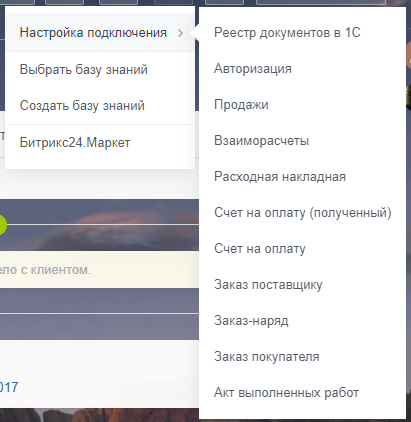 Настройка подключения
Выбрать базу знаний
Создать базу знаний
Битрикс24.Маркет
Реестр документов в 1С
Авторизация
Продажи
Взаиморасчеты
Расходная накладная
Счет на оплату (полученный)
Счет на оплату
Заказ поставщику
Заказ-наряд
Заказ покупателя
Акт выполненных работ
с клиентом.
017